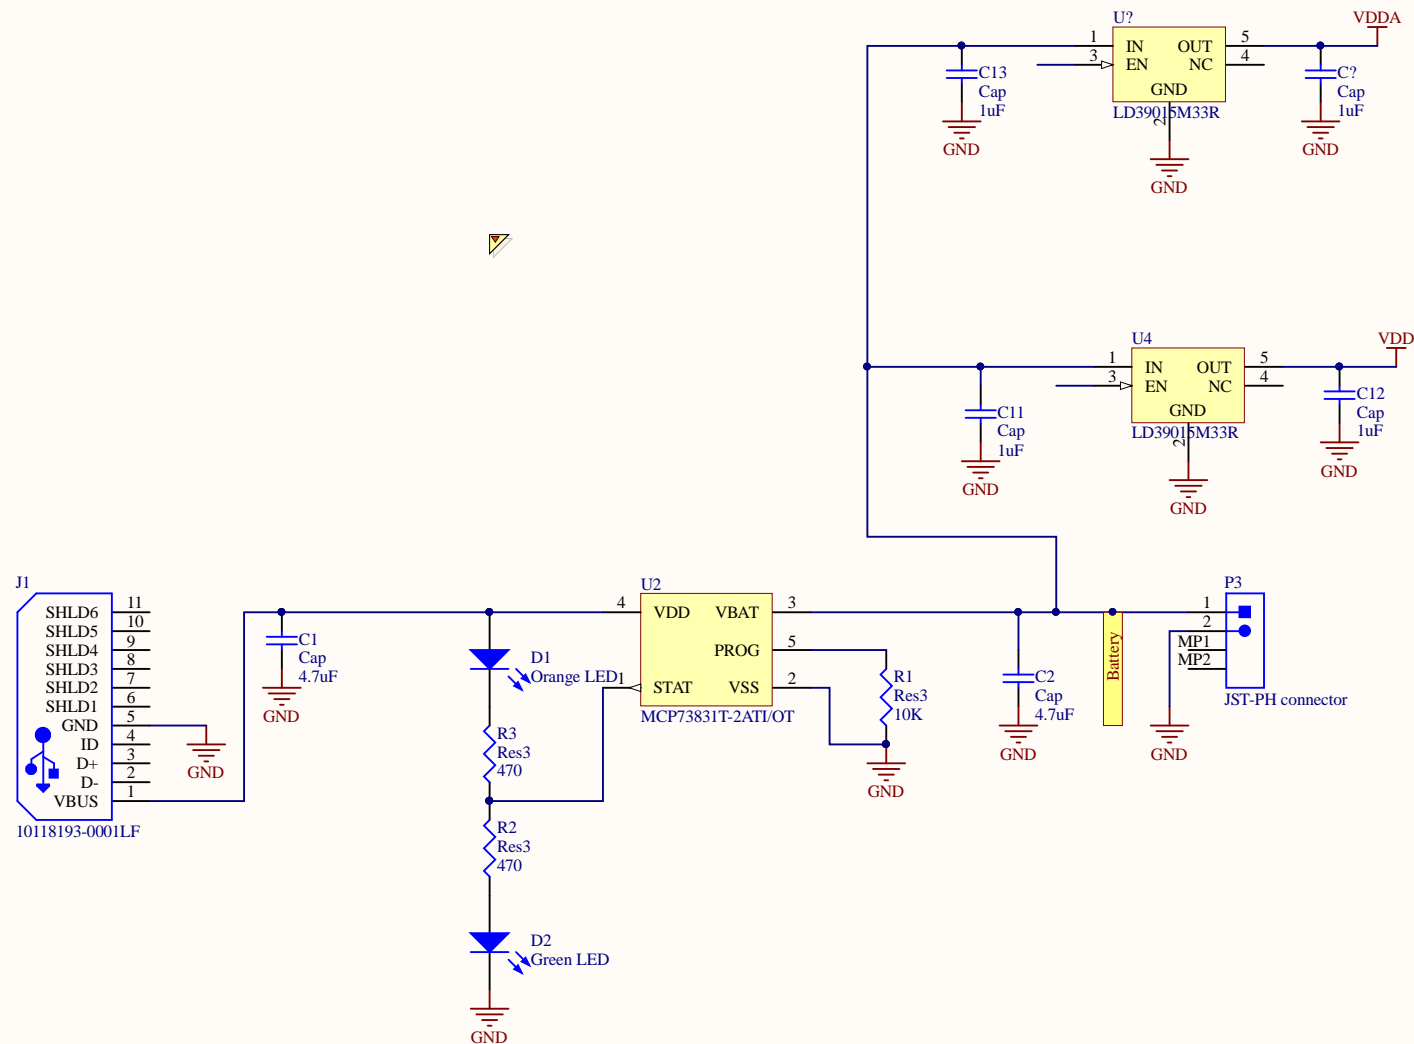 U?
VDDA
1
IN
OUT
5
3
EN
NC
4
GND
LD39015M33R
2
GND
C13
Cap
1uF
GND
C?
Cap
1uF
GND
U4
VDD
1
IN
OUT
5
3
EN
NC
4
GND
LD39015M33R
2
GND
C11
Cap
1uF
GND
C12
Cap
1uF
GND
J1
SHLD6
11
SHLD5
10
SHLD4
9
SHLD3
8
SHLD2
7
SHLD1
6
GND
5
ID
4
D+
3
D-
2
VBUS
1
10118193-0001LF
GND
C1
Cap
4.7uF
GND
D1
Orange LED
R3
Res3
470
R2
Res3
470
D2
Green LED
GND
U2
4
VDD
VBAT
3
PROG
5
1
STAT
VSS
2
MCP73831T-2ATI/OT
R1
Res3
10K
GND
C2
Cap
4.7uF
GND
Battery
P3
1
2
MP1
MP2
JST-PH connector
GND